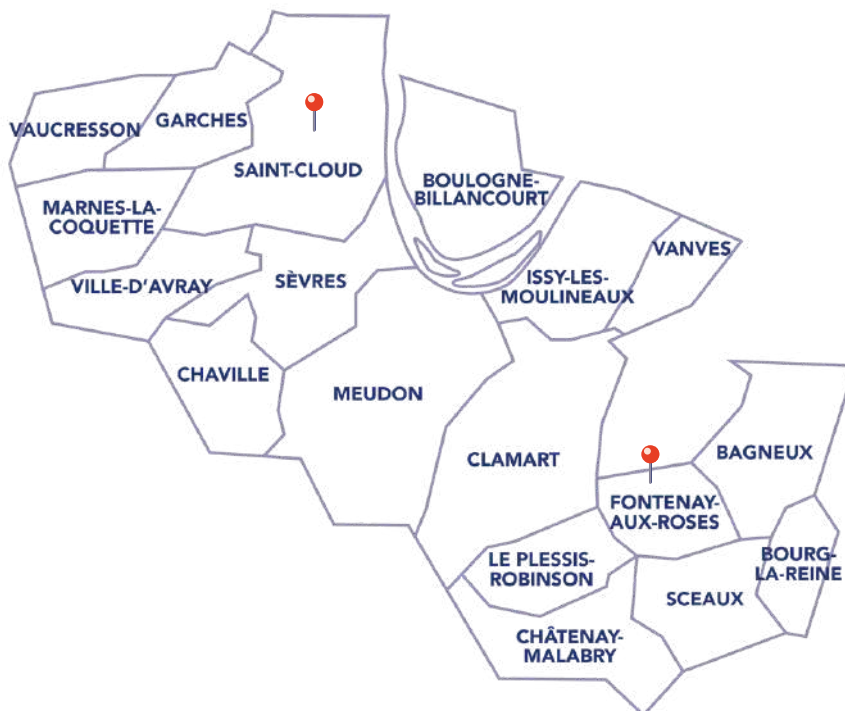 VAUCRESSON
GARCHES
SAINT-CLOUD
BOULOGNE-
BILLANCOURT
MARNES-LA-
COQUETTE
VANVES
ISSY-LES-
MOULINEAUX
VILLE-D'AVRAY
SÈVRES
CHAVILLE
MEUDON
CLAMART
BAGNEUX
FONTENAY-
AUX-ROSES
LE PLESSIS-
ROBINSON
BOURG-
LA-REINE
SCEAUX
CHÂTENAY-
MALABRY